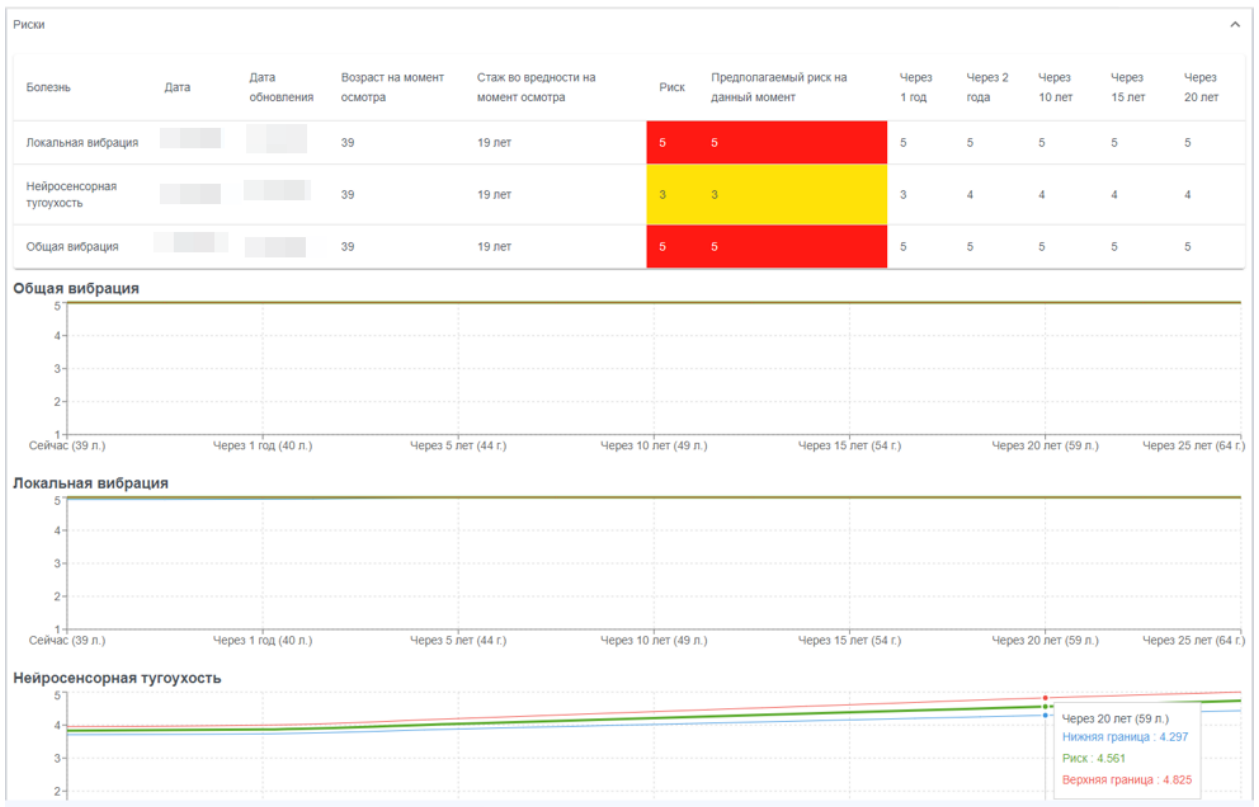 Риски
Болезнь Дата Дата обновления Возраст на момент осмотра Стаж во вредности на момент осмотра Риск Предполагаемый риск на данный момент Через 1 год Через 2 года Через 10 лет Через 15 лет Через 20 лет
Локальная вибрация 39 19 лет 5 5 5 5 5 5 5
Нейросенсорная тугоухость 39 19 лет 3 3 3 4 4 4 4
Общая вибрация 39 19 лет 5 5 5 5 5 5 5
Общая вибрация
5
4
3
2
1
Сейчас (39 л.) Через 1 год (40 л.) Через 5 лет (44 г.) Через 10 лет (49 л.) Через 15 лет (54 г.) Через 20 лет (59 л.) Через 25 лет (64 г.)
Локальная вибрация
5
4
3
2
1
Сейчас (39 л.) Через 1 год (40 л.) Через 5 лет (44 г.) Через 10 лет (49 л.) Через 15 лет (54 г.) Через 20 лет (59 л.) Через 25 лет (64 г.)
Нейросенсорная тугоухость
5
4
3
2
Через 20 лет (59 л.)
Нижняя граница : 4.297
Риск : 4.561
Верхняя граница : 4.825